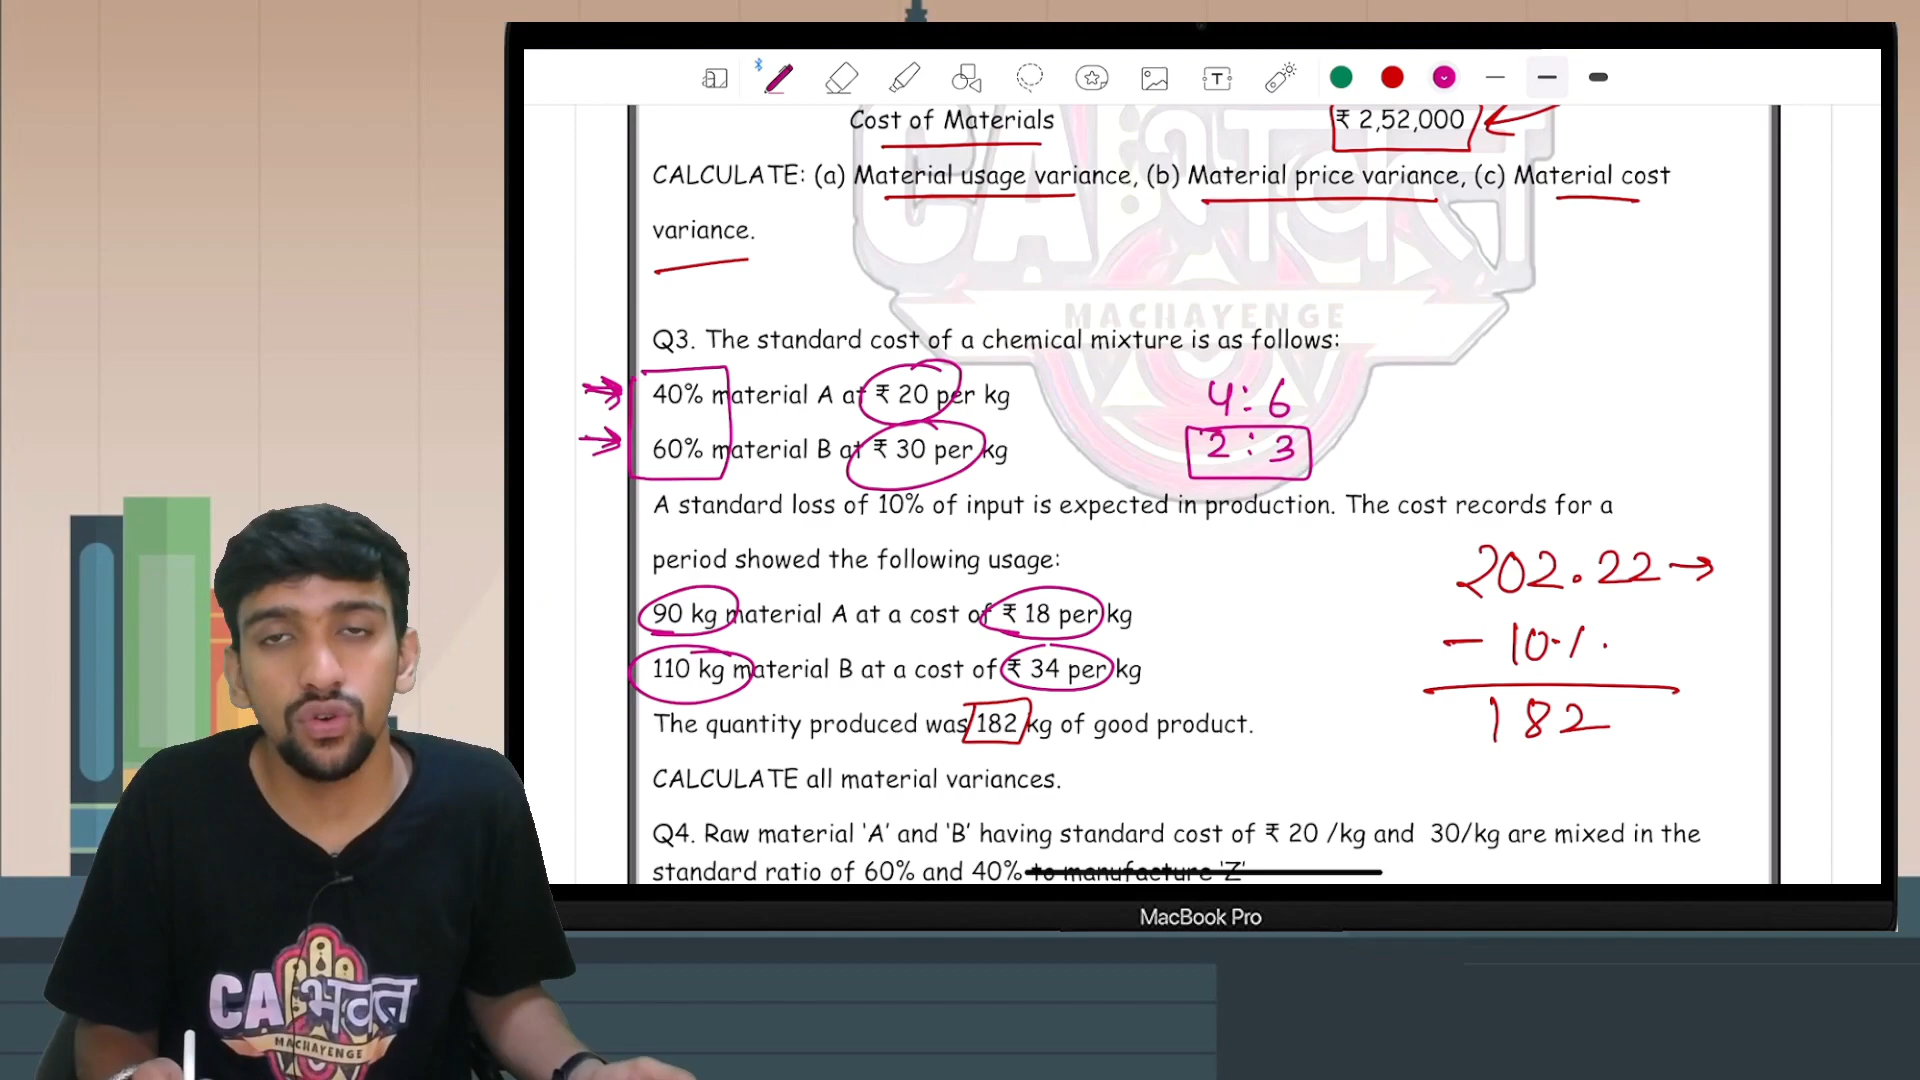 Cost of Materials ₹ 2,52,000
CALCULATE: (a) Material usage variance, (b) Material price variance, (c) Material cost
variance.
Q3. The standard cost of a chemical mixture is as follows:
40% material A at ₹ 20 per kg
4:6
60% material B at ₹ 30 per kg
2:3
A standard loss of 10% of input is expected in production. The cost records for a
period showed the following usage:
202.22 →
90 kg material A at a cost of ₹ 18 per kg
- 10%.
110 kg material B at a cost of ₹ 34 per kg
The quantity produced was 182 kg of good product.
182
CALCULATE all material variances.
Q4. Raw material 'A' and 'B' having standard cost of ₹ 20 /kg and 30/kg are mixed in the
standard ratio of 60% and 40% to manufacture 'Z'
MacBook Pro
CA भक्त
MACHAYENGE
CA भक्त
MACHAYENGE